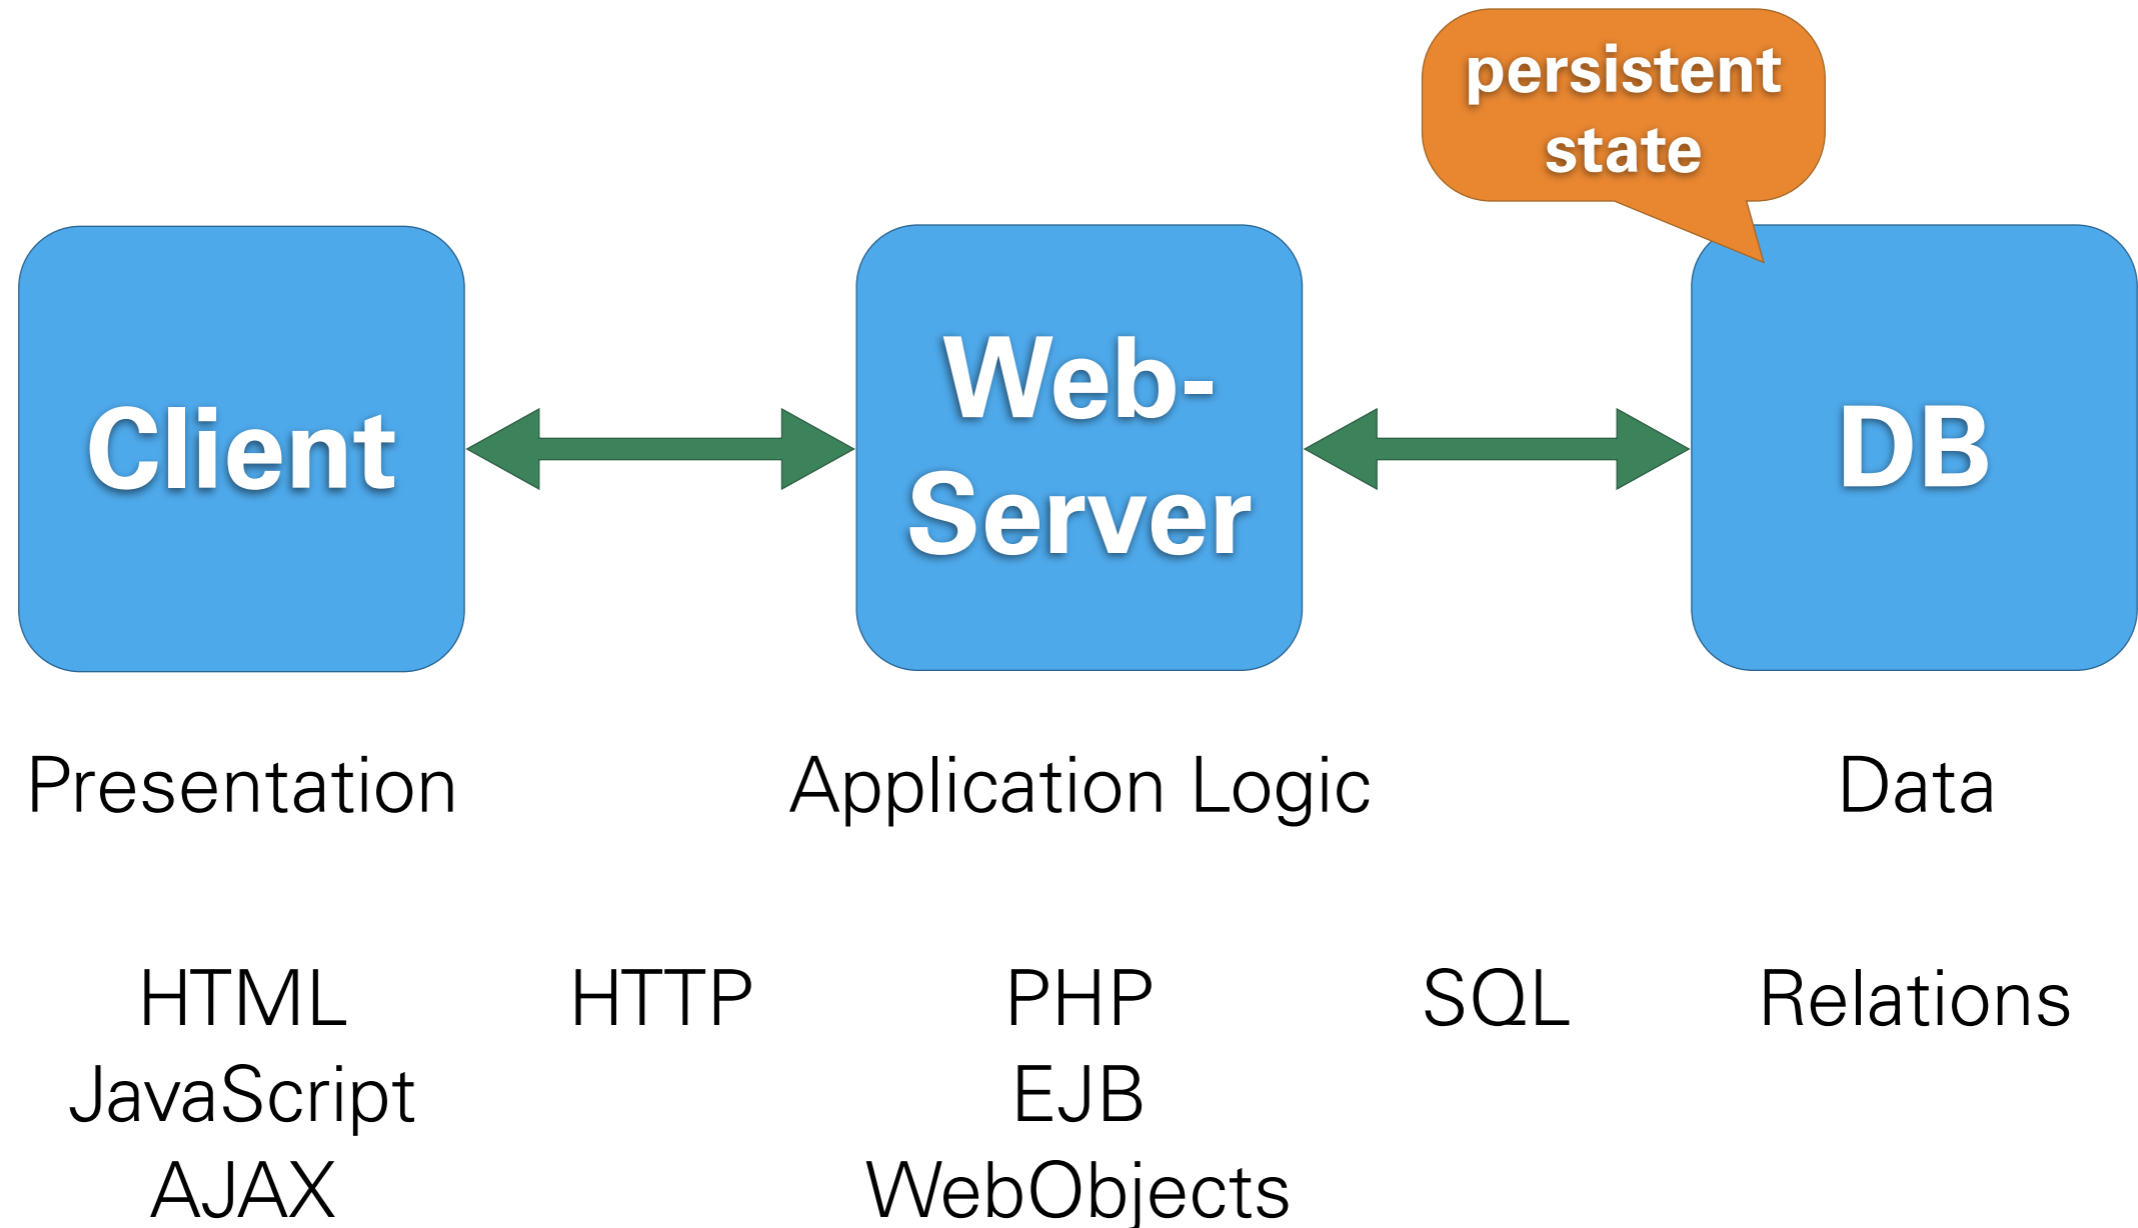 persistent
state
Client
Web-
Server
DB
Presentation
Application Logic
Data
HTML
HTTP
PHP
SQL
Relations
JavaScript
EJB
AJAX
WebObjects